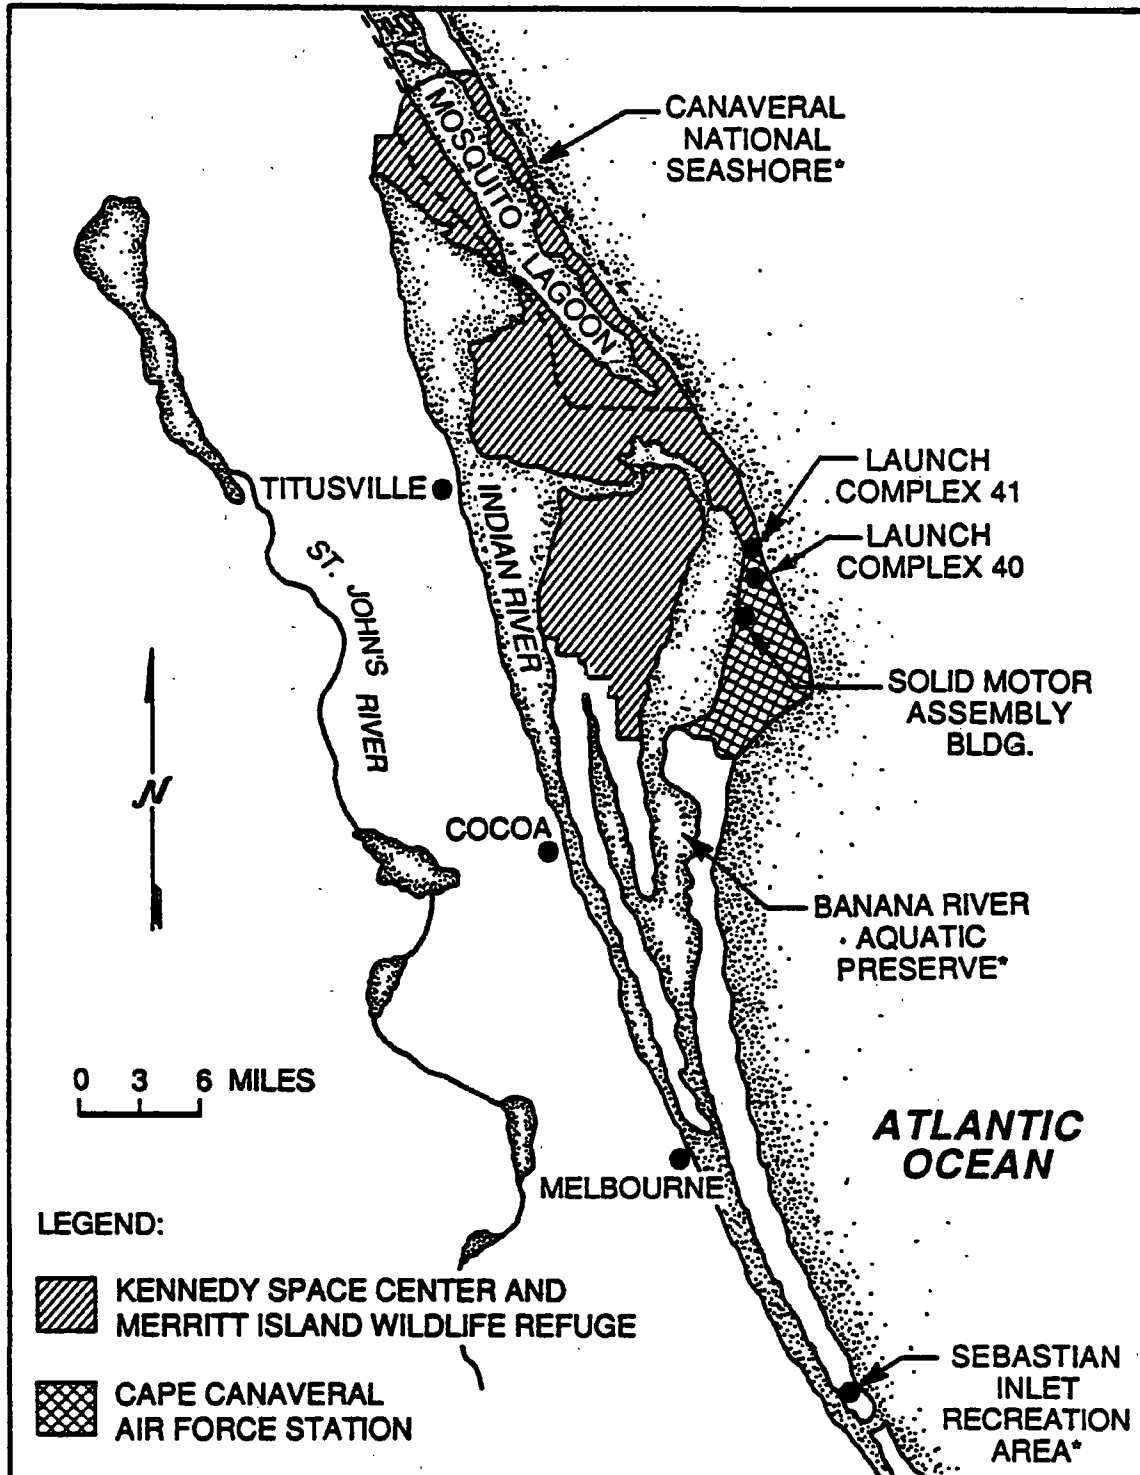 CANAVERAL
NATIONAL
SEASHORE*
MOSQUITO LAGOON
LAUNCH
COMPLEX 41
TITUSVILLE
INDIAN RIVER
LAUNCH
COMPLEX 40
ST. JOHN'S RIVER
SOLID MOTOR
ASSEMBLY
BLDG.
N
COCOA
BANANA RIVER
AQUATIC
PRESERVE*
0 3 6 MILES
ATLANTIC
OCEAN
MELBOURNE
LEGEND:
KENNEDY SPACE CENTER AND
MERRITT ISLAND WILDLIFE REFUGE
CAPE CANAVERAL
AIR FORCE STATION
SEBASTIAN
INLET
RECREATION
AREA*